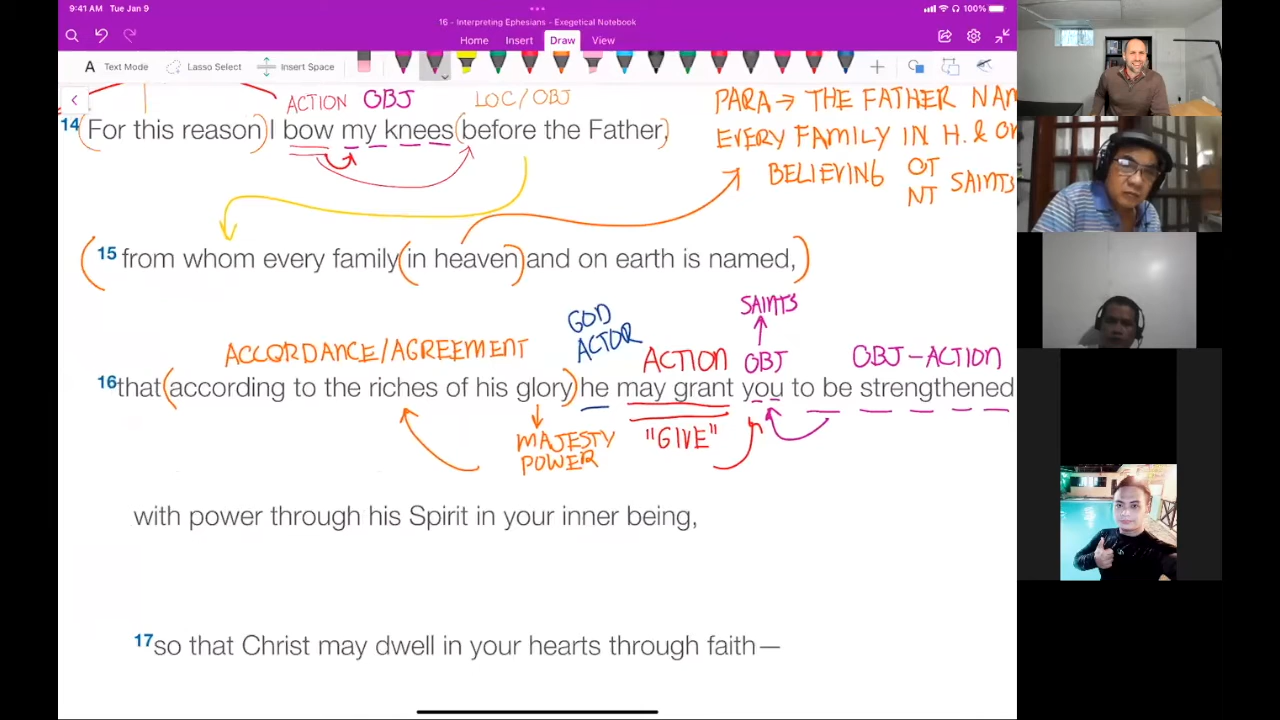 9:41 AM Tue Jan 9
100%
16 - Interpreting Ephesians - Exegetical Notebook
Home Insert Draw View
A Text Mode Lasso Select Insert Space
ACTION OBJ LOC/OBJ
PARA → THE FATHER NAM
14 (For this reason) I bow my knees (before the Father,)
EVERY FAMILY IN H. & ON
BELIEVING OT
NT SAINTS
(15 from whom every family (in heaven) and on earth is named,)
SAINTS
GOD
ACTOR
ACCORDANCE/AGREEMENT
ACTION OBJ OBJ-ACTION
16 that (according to the riches of his glory) he may grant you to be strengthened
MAJESTY
POWER
"GIVE"
with power through his Spirit in your inner being,
17 so that Christ may dwell in your hearts through faith—